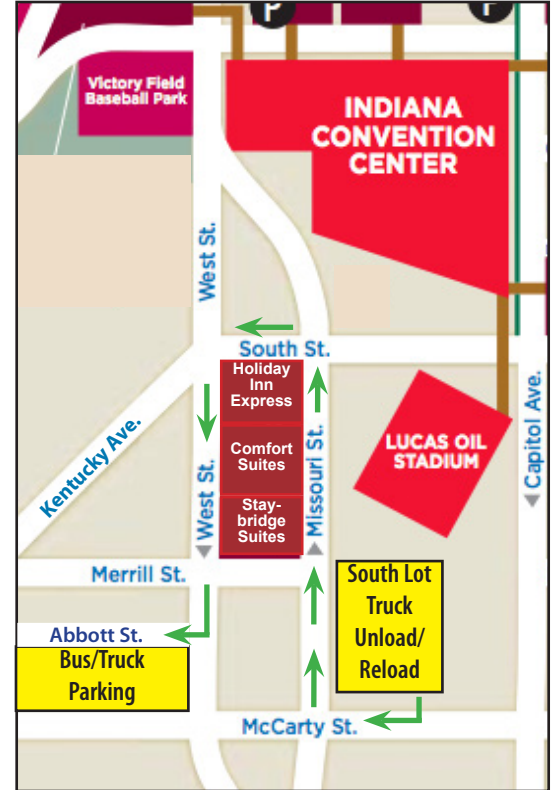 P
P
Victory Field
Baseball Park
INDIANA
CONVENTION
CENTER
West St.
South St.
Holiday
Inn
Express
Kentucky Ave.
West St.
Comfort
Suites
Missouri St.
LUCAS OIL
STADIUM
Capitol Ave.
Stay-
bridge
Suites
Merrill St.
South Lot
Truck
Unload/
Reload
Abbott St.
Bus/Truck
Parking
McCarty St.